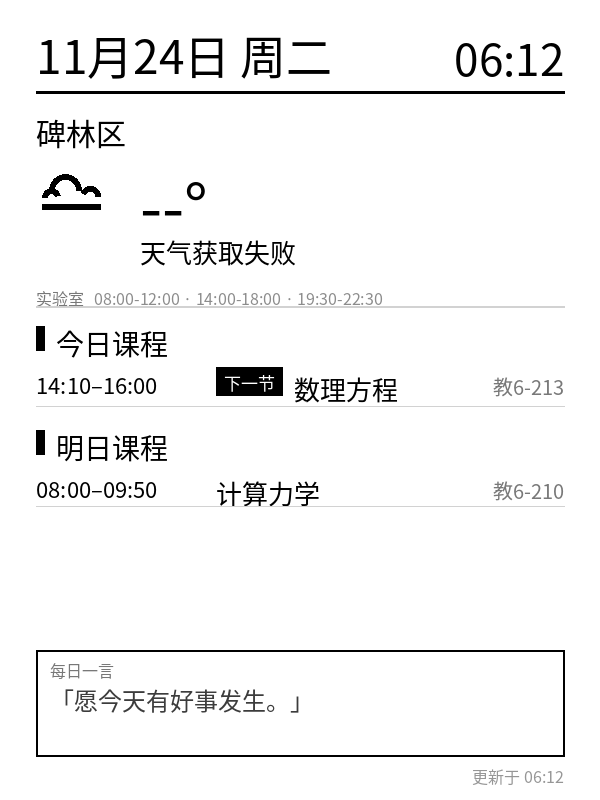 11月24日 周二 06:12
碑林区
--°
天气获取失败
实验室 08:00-12:00 · 14:00-18:00 · 19:30-22:30
今日课程
14:10–16:00 下一节 数理方程 教6-213
明日课程
08:00–09:50 计算力学 教6-210
每日一言
「愿今天有好事发生。」
更新于 06:12